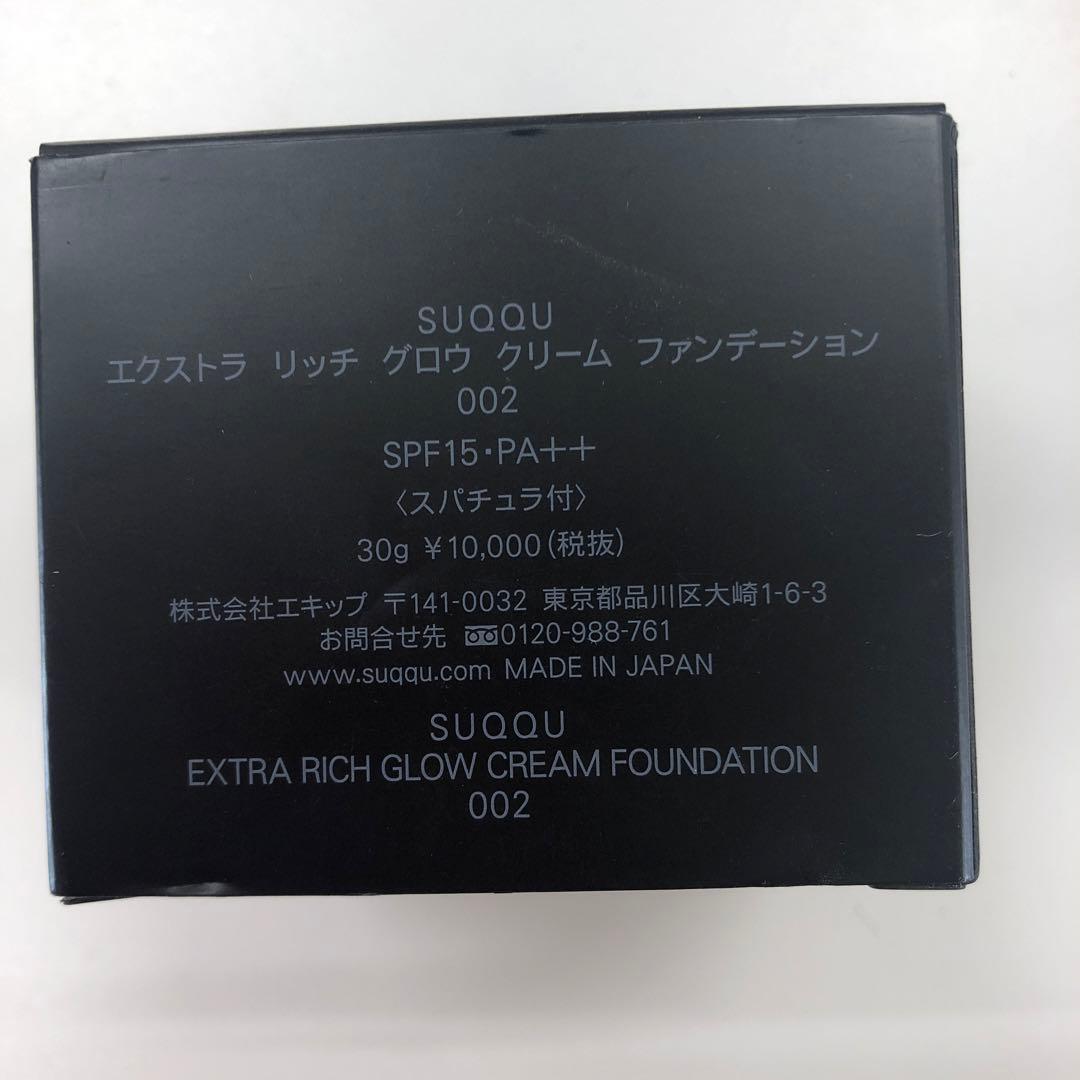 SUQQU
エクストラ リッチ グロウ クリーム ファンデーション
002
SPF15・PA++
〈スパチュラ付〉
30g ¥10,000(税抜)
株式会社エキップ 〒141-0032 東京都品川区大崎1-6-3
お問合せ先 0120-988-761
www.suqqu.com MADE IN JAPAN
SUQQU
EXTRA RICH GLOW CREAM FOUNDATION
002